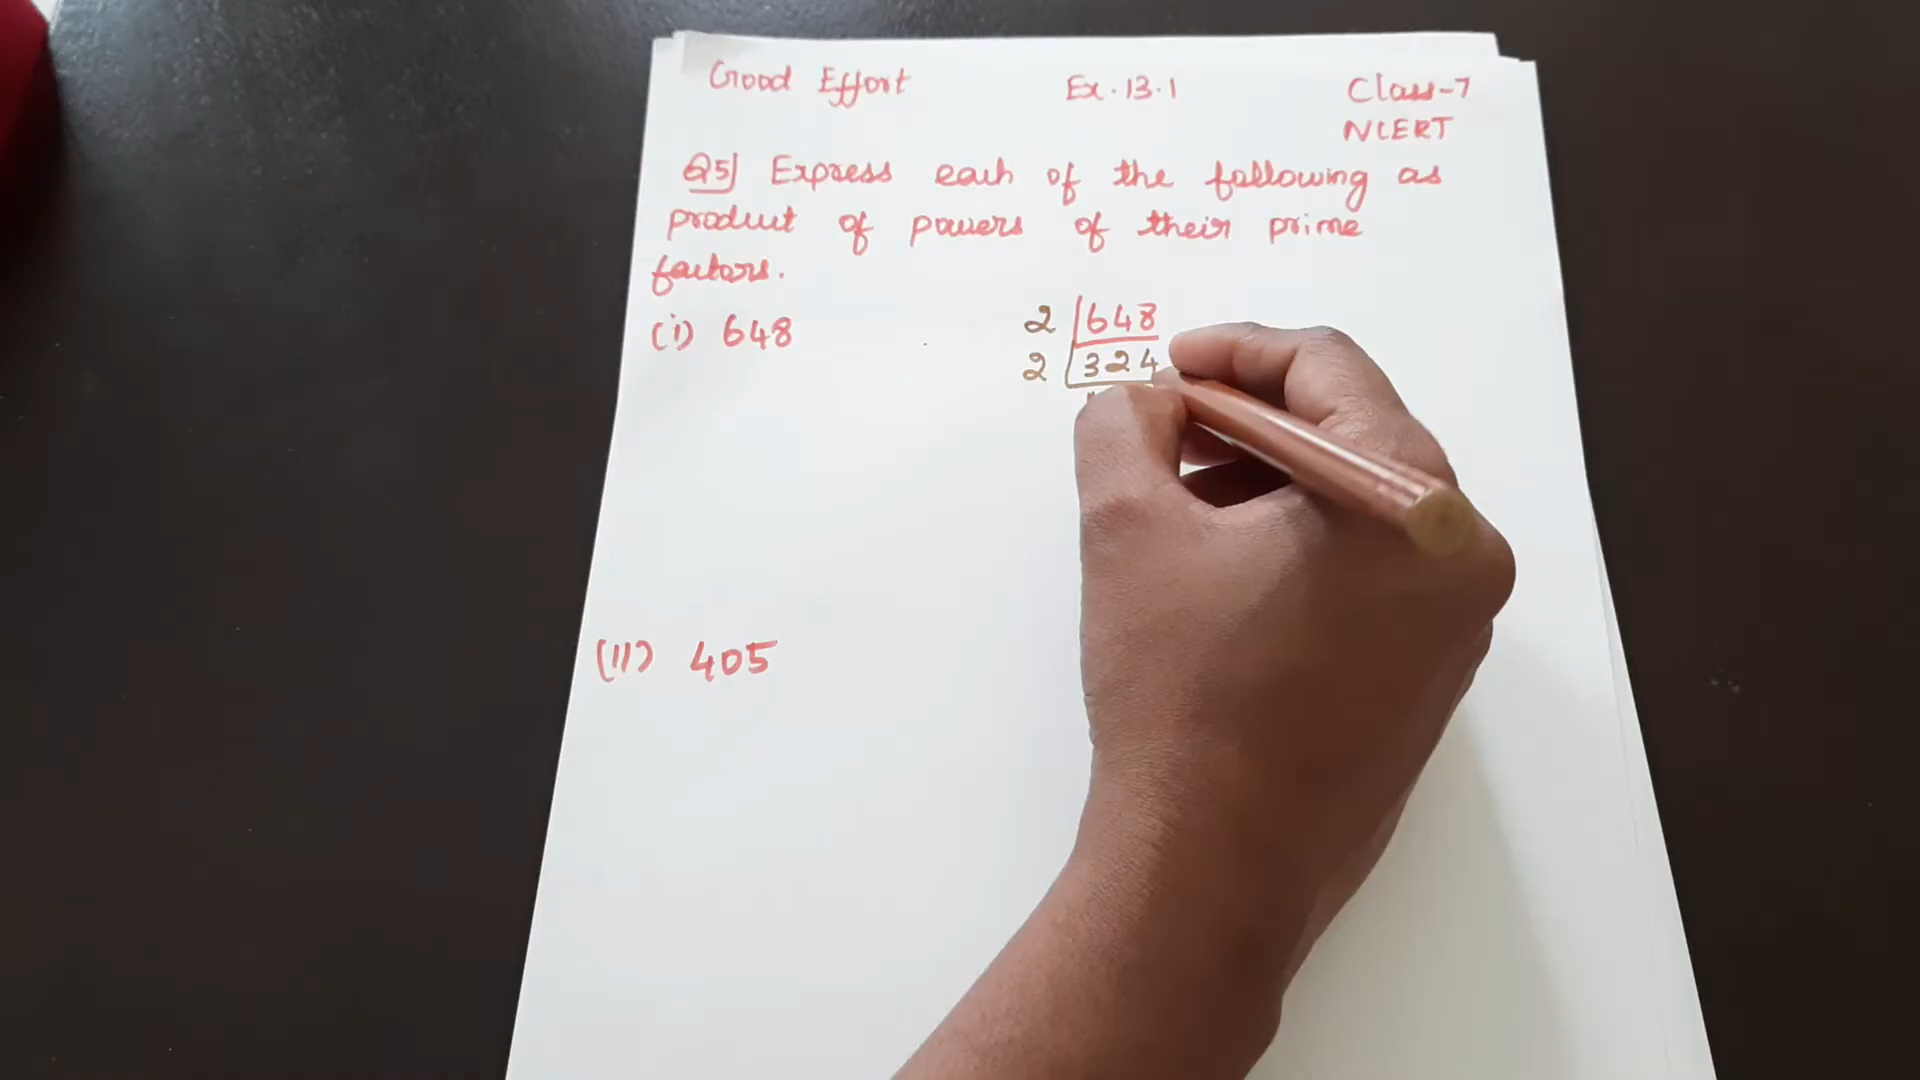 Good Effort Ex. 13.1 Class-7
NCERT
Q5) Express each of the following as
product of powers of their prime
factors.
(i) 648
2 | 648
2 | 324
(II) 405